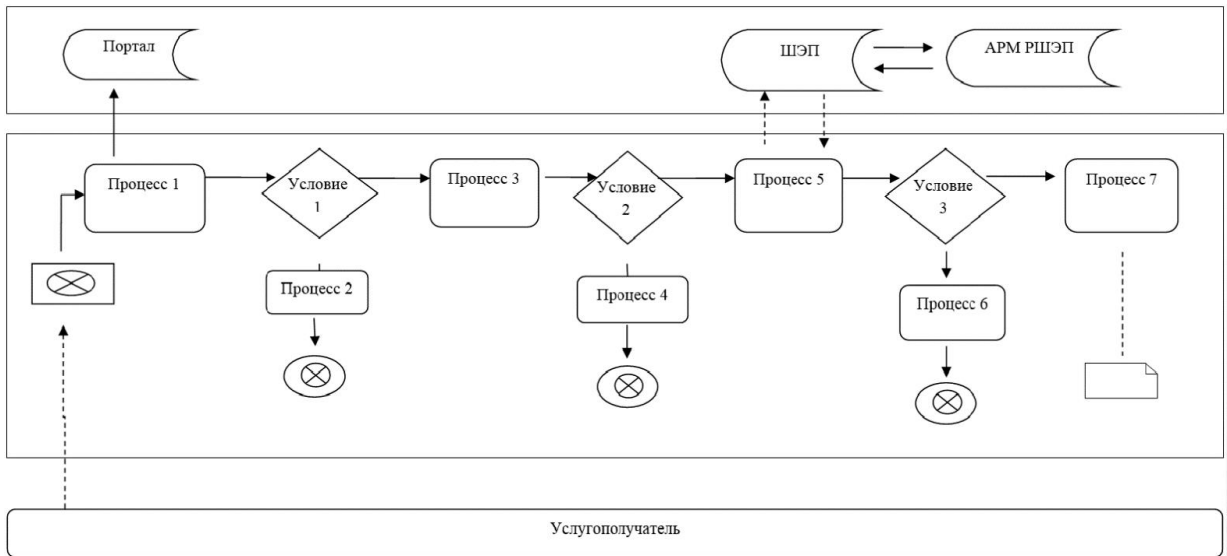 Портал
ШЭП
АРМ РШЭП
Процесс 1
Условие
1
Процесс 3
Условие
2
Процесс 5
Условие
3
Процесс 7
Процесс 2
Процесс 4
Процесс 6
Услугополучатель